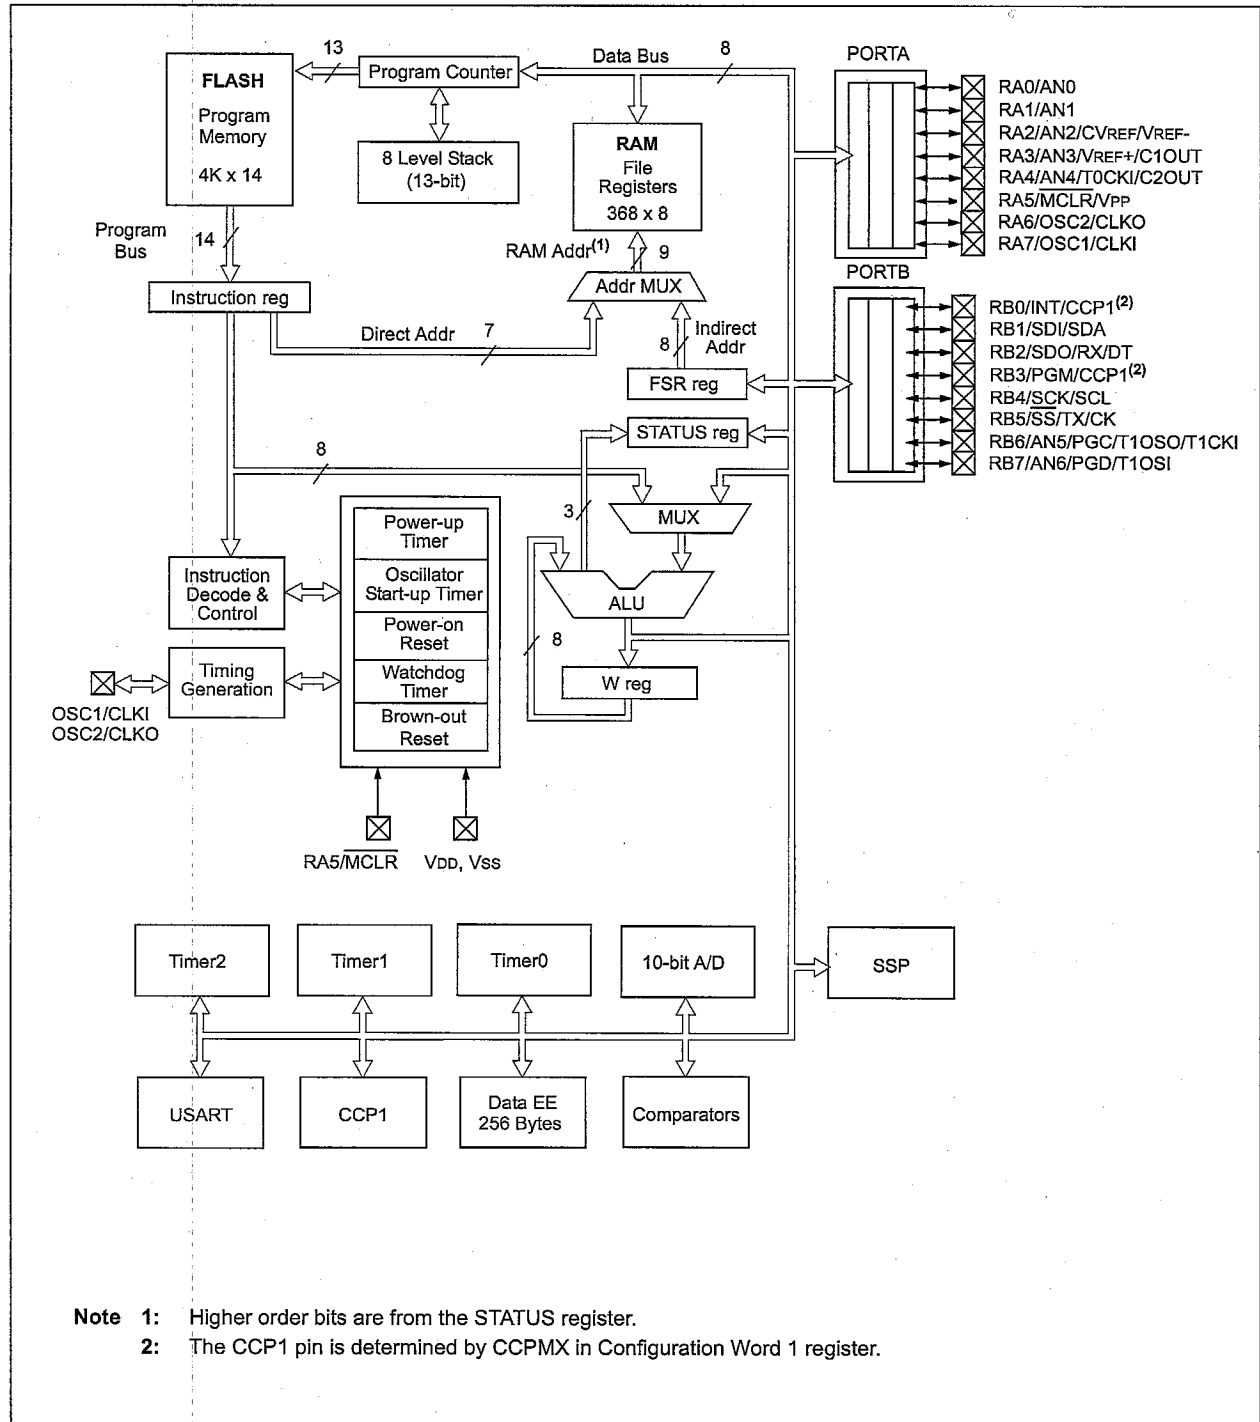 13
Data Bus
8
PORTA
FLASH
Program
Memory
4K x 14
Program Counter
8 Level Stack
(13-bit)
RAM
File
Registers
368 x 8
RA0/AN0
RA1/AN1
RA2/AN2/CVREF/VREF-
RA3/AN3/VREF+/C1OUT
RA4/AN4/T0CKI/C2OUT
RA5/MCLR/VPP
RA6/OSC2/CLKO
RA7/OSC1/CLKI
Program
Bus
14
RAM Addr(1)
9
PORTB
Instruction reg
Addr MUX
Direct Addr
7
8
Indirect
Addr
FSR reg
STATUS reg
RB0/INT/CCP1(2)
RB1/SDI/SDA
RB2/SDO/RX/DT
RB3/PGM/CCP1(2)
RB4/SCK/SCL
RB5/SS/TX/CK
RB6/AN5/PGC/T1OSO/T1CKI
RB7/AN6/PGD/T1OSI
8
3
MUX
Power-up
Timer
Oscillator
Start-up Timer
Power-on
Reset
Watchdog
Timer
Brown-out
Reset
Instruction
Decode &
Control
ALU
8
Timing
Generation
W reg
OSC1/CLKI
OSC2/CLKO
RA5/MCLR
VDD, VSS
Timer2
Timer1
Timer0
10-bit A/D
SSP
USART
CCP1
Data EE
256 Bytes
Comparators
Note 1: Higher order bits are from the STATUS register.
2: The CCP1 pin is determined by CCPMX in Configuration Word 1 register.